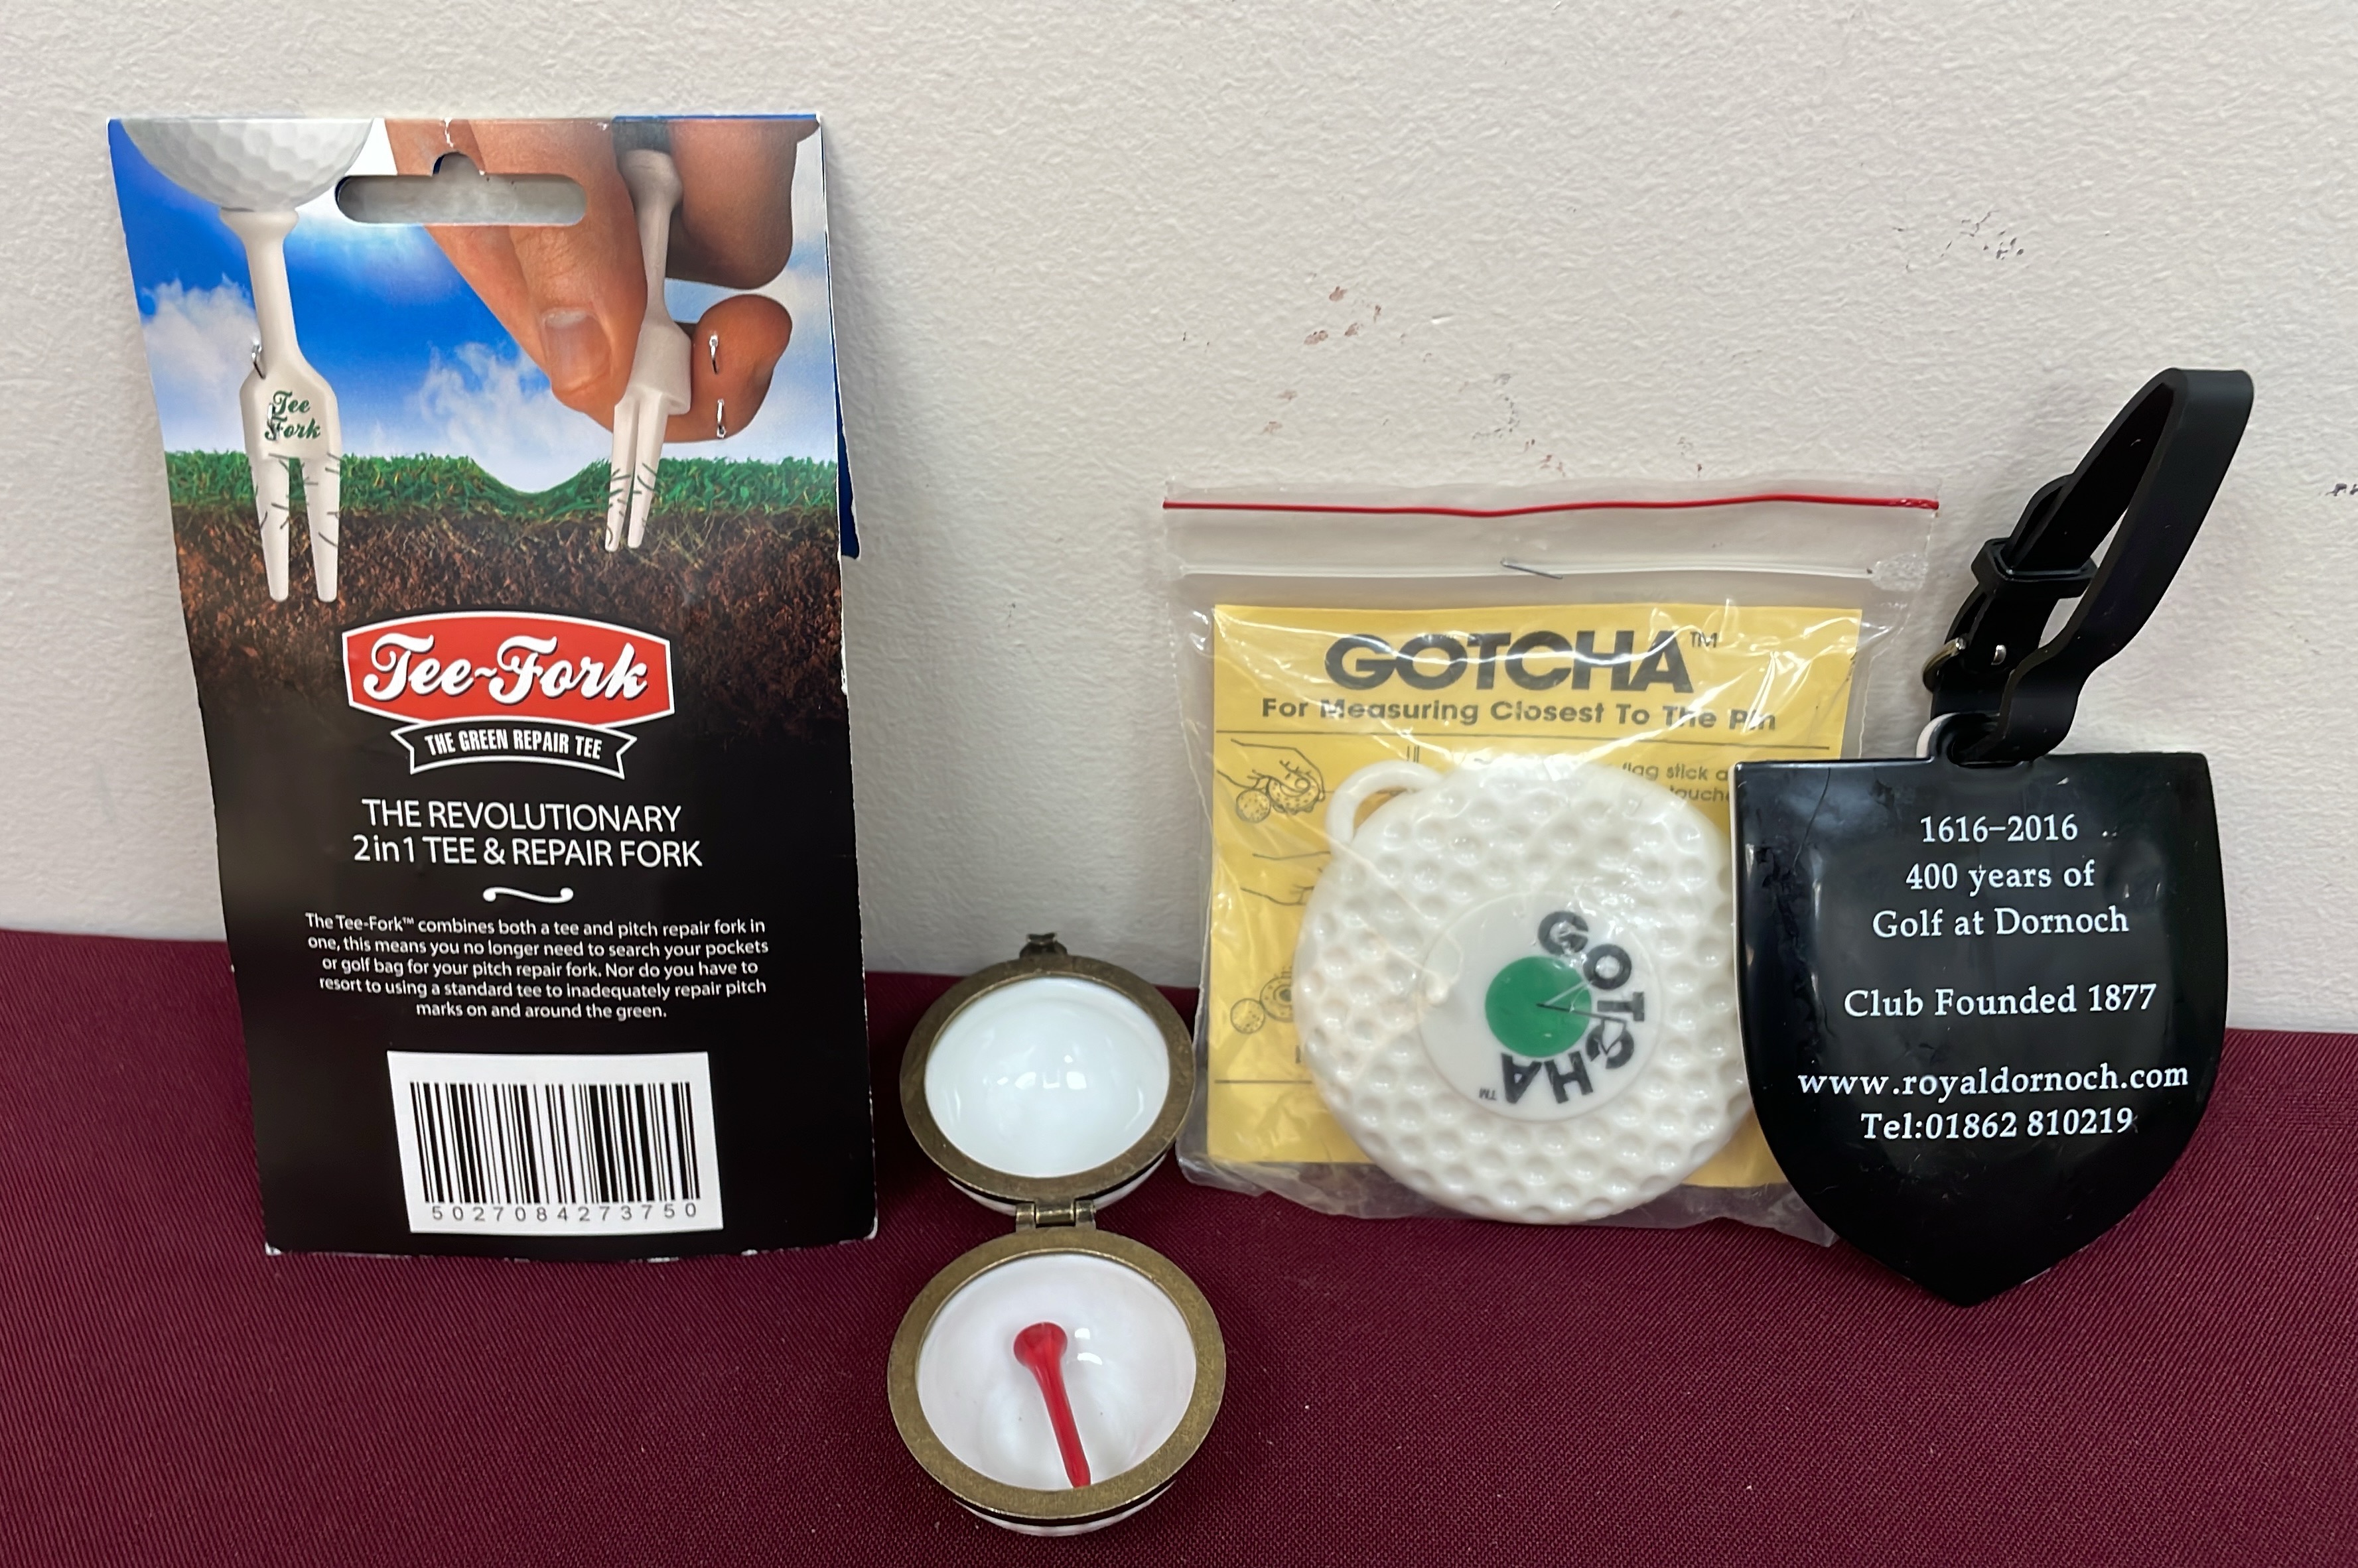 Tee
Fork
Tee~Fork
THE GREEN REPAIR TEE
THE REVOLUTIONARY
2in1 TEE & REPAIR FORK
The Tee-Fork™ combines both a tee and pitch repair fork in
one, this means you no longer need to search your pockets
or golf bag for your pitch repair fork. Nor do you have to
resort to using a standard tee to inadequately repair pitch
marks on and around the green.
5027084273750
GOTCHA™
For Measuring Closest To The Pin
flag stick
GOTCHA™
1616–2016
400 years of
Golf at Dornoch
Club Founded 1877
www.royaldornoch.com
Tel:01862 810219